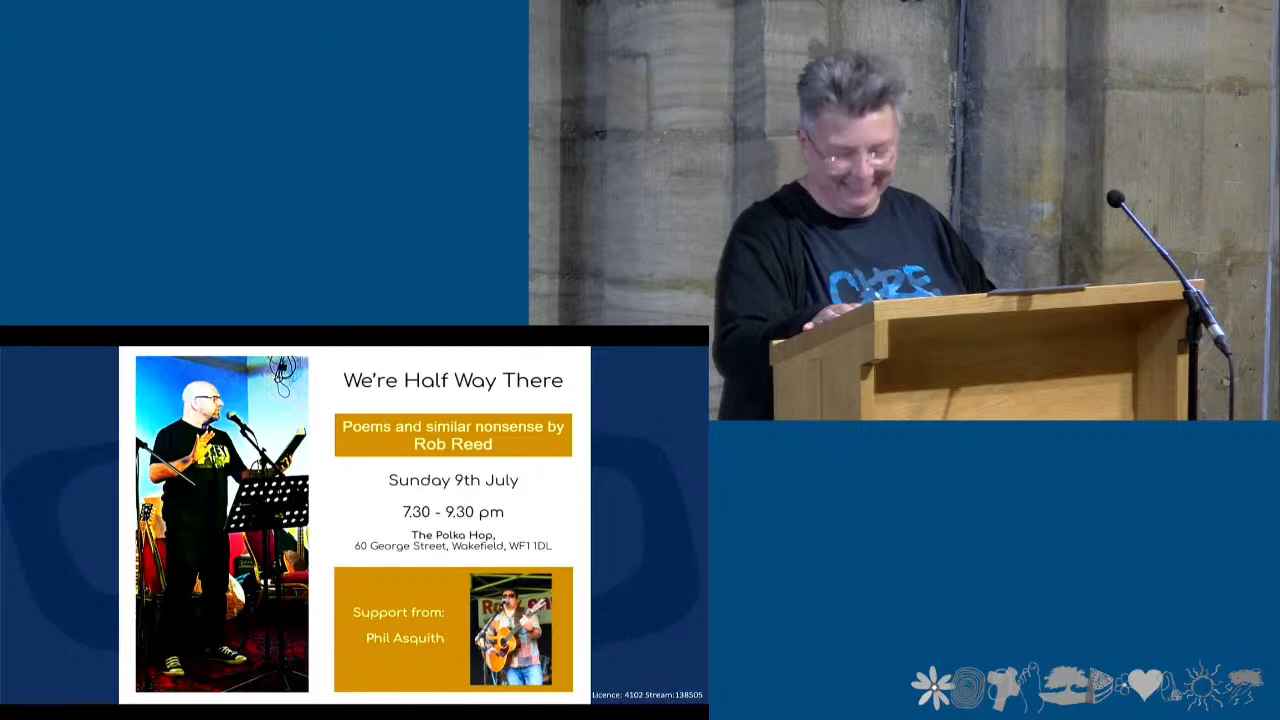 We're Half Way There
Poems and similar nonsense by
Rob Reed
Sunday 9th July
7.30 - 9.30 pm
The Polka Hop,
60 George Street, Wakefield, WF1 1DL
Support from:
Phil Asquith
Licence: 4102 Stream:138505